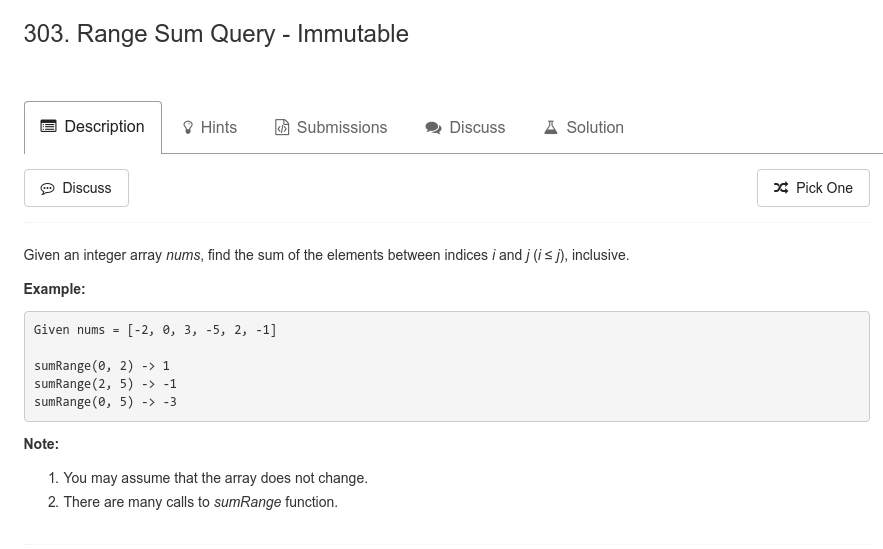 303. Range Sum Query - Immutable
Description Hints Submissions Discuss Solution
Discuss Pick One
Given an integer array nums, find the sum of the elements between indices i and j (i ≤ j), inclusive.
Example:
Given nums = [-2, 0, 3, -5, 2, -1]
sumRange(0, 2) -> 1
sumRange(2, 5) -> -1
sumRange(0, 5) -> -3
Note:
1. You may assume that the array does not change.
2. There are many calls to sumRange function.